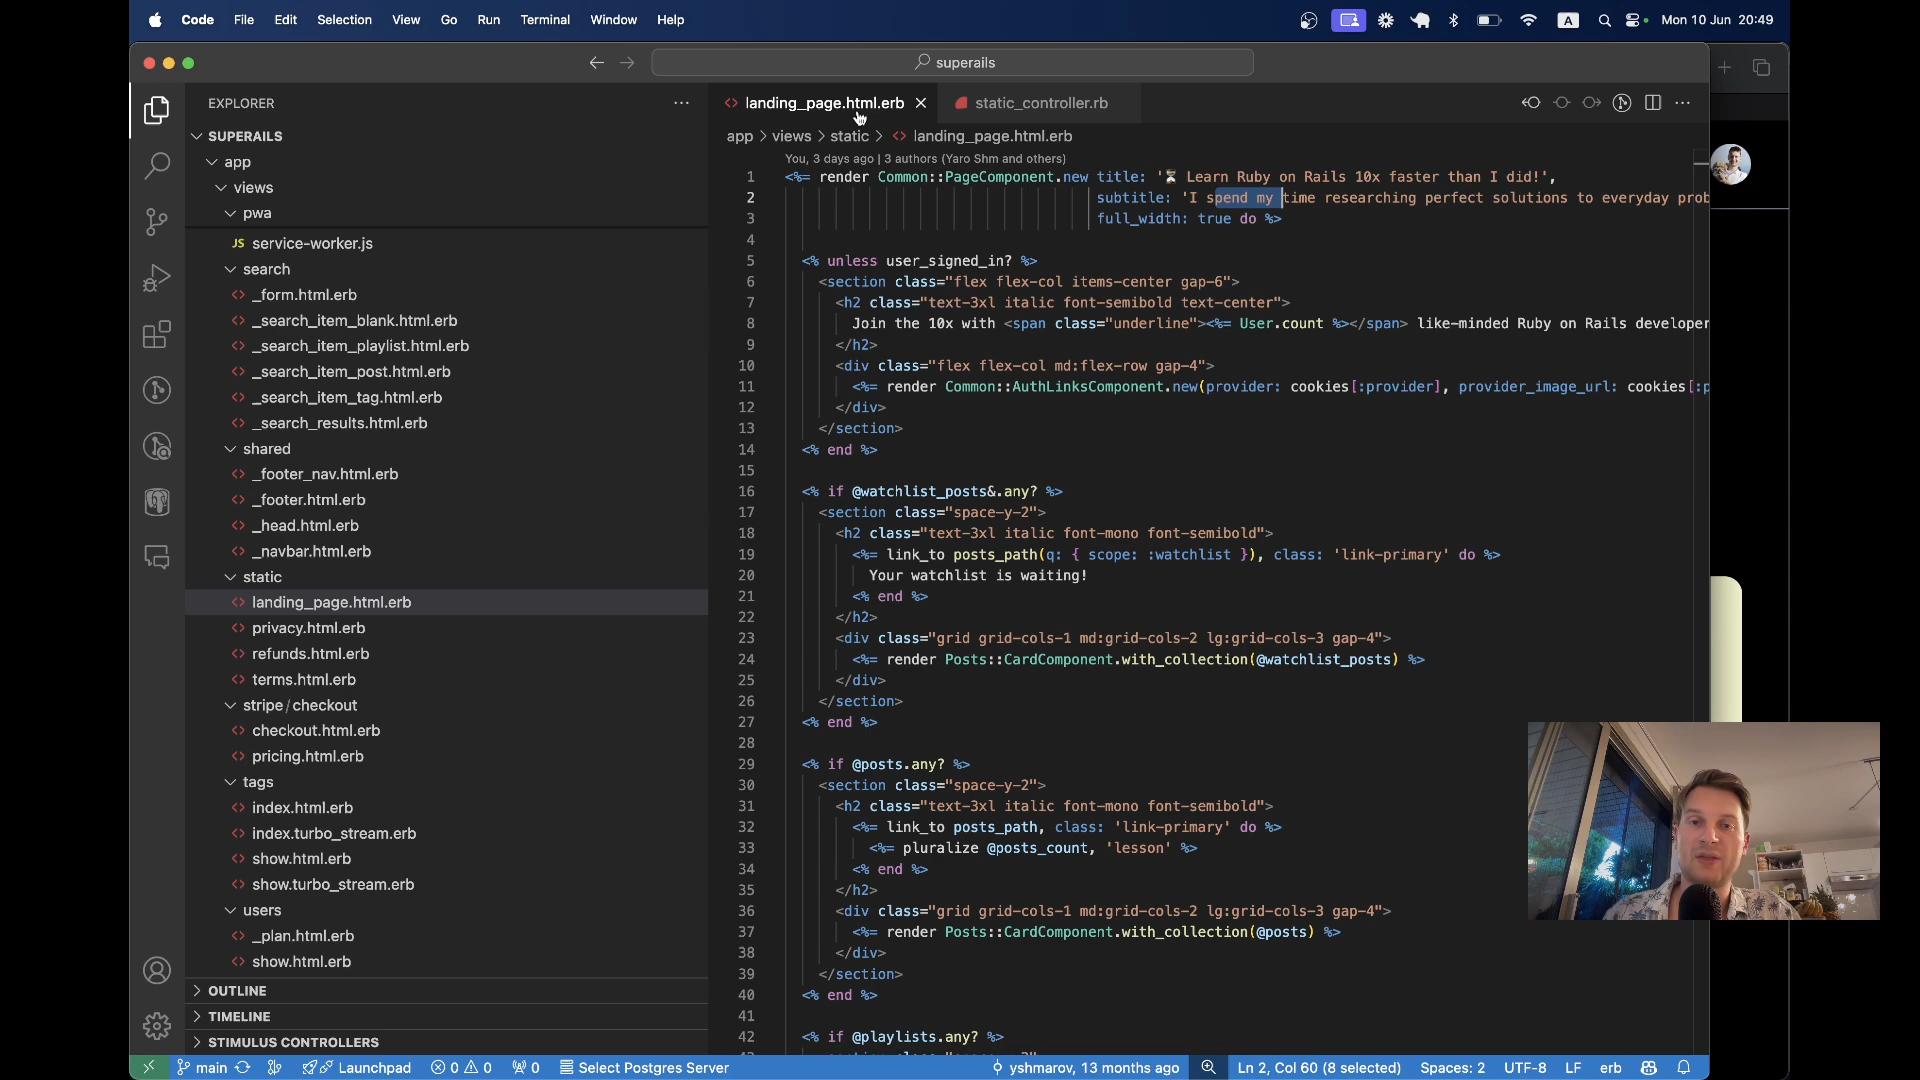 Code File Edit Selection View Go Run Terminal Window Help A Mon 10 Jun 20:49
superails
EXPLORER
SUPERAILS
app
views
pwa
JS service-worker.js
search
_form.html.erb
_search_item_blank.html.erb
_search_item_playlist.html.erb
_search_item_post.html.erb
_search_item_tag.html.erb
_search_results.html.erb
shared
_footer_nav.html.erb
_footer.html.erb
_head.html.erb
_navbar.html.erb
static
landing_page.html.erb
privacy.html.erb
refunds.html.erb
terms.html.erb
stripe/checkout
checkout.html.erb
pricing.html.erb
tags
index.html.erb
index.turbo_stream.erb
show.html.erb
show.turbo_stream.erb
users
_plan.html.erb
show.html.erb
OUTLINE
TIMELINE
STIMULUS CONTROLLERS
landing_page.html.erb static_controller.rb
app > views > static > landing_page.html.erb
You, 3 days ago | 3 authors (Yaro Shm and others)
1 <%= render Common::PageComponent.new title: '⏳ Learn Ruby on Rails 10x faster than I did!',
2 subtitle: 'I spend my time researching perfect solutions to everyday prob
3 full_width: true do %>
4
5 <% unless user_signed_in? %>
6 <section class="flex flex-col items-center gap-6">
7 <h2 class="text-3xl italic font-semibold text-center">
8 Join the 10x with <span class="underline"><%= User.count %></span> like-minded Ruby on Rails developer
9 </h2>
10 <div class="flex flex-col md:flex-row gap-4">
11 <%= render Common::AuthLinksComponent.new(provider: cookies[:provider], provider_image_url: cookies[:p
12 </div>
13 </section>
14 <% end %>
15
16 <% if @watchlist_posts&.any? %>
17 <section class="space-y-2">
18 <h2 class="text-3xl italic font-mono font-semibold">
19 <%= link_to posts_path(q: { scope: :watchlist }), class: 'link-primary' do %>
20 Your watchlist is waiting!
21 <% end %>
22 </h2>
23 <div class="grid grid-cols-1 md:grid-cols-2 lg:grid-cols-3 gap-4">
24 <%= render Posts::CardComponent.with_collection(@watchlist_posts) %>
25 </div>
26 </section>
27 <% end %>
28
29 <% if @posts.any? %>
30 <section class="space-y-2">
31 <h2 class="text-3xl italic font-mono font-semibold">
32 <%= link_to posts_path, class: 'link-primary' do %>
33 <%= pluralize @posts_count, 'lesson' %>
34 <% end %>
35 </h2>
36 <div class="grid grid-cols-1 md:grid-cols-2 lg:grid-cols-3 gap-4">
37 <%= render Posts::CardComponent.with_collection(@posts) %>
38 </div>
39 </section>
40 <% end %>
41
42 <% if @playlists.any? %>
main Launchpad 0 0 0 Select Postgres Server yshmarov, 13 months ago Ln 2, Col 60 (8 selected) Spaces: 2 UTF-8 LF erb